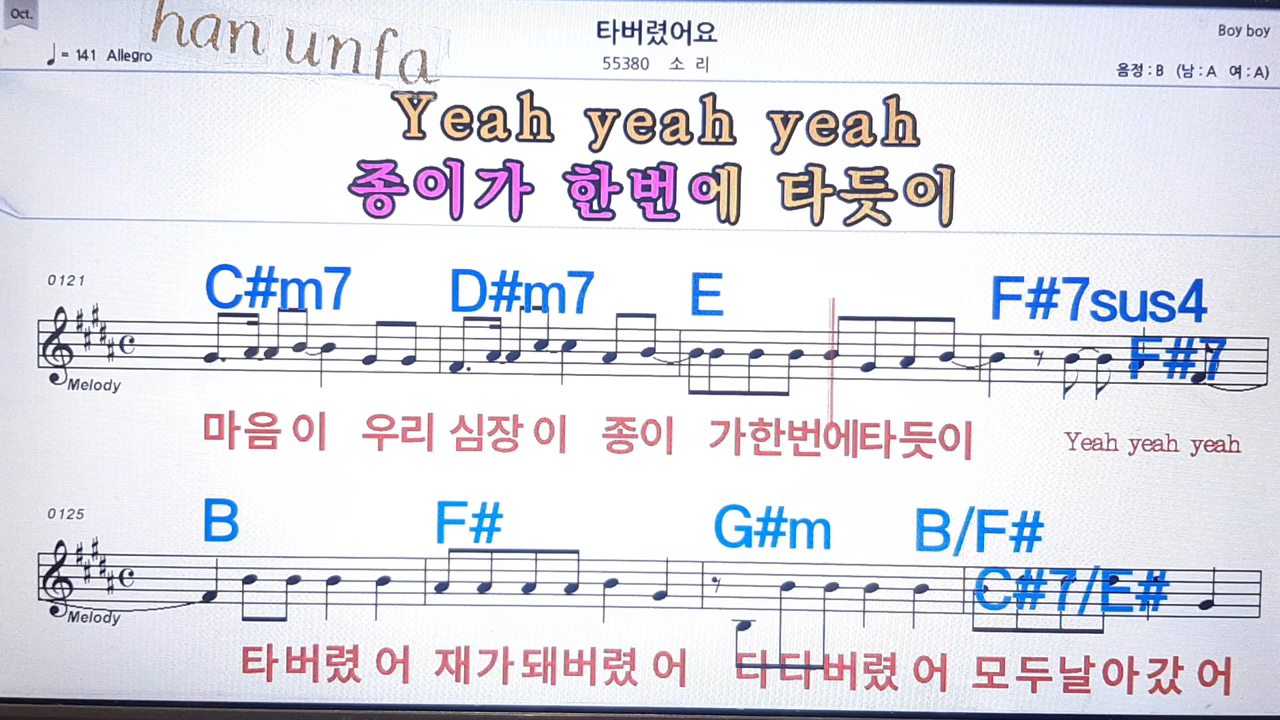 Oct.
han unfa
♩= 141 Allegro
타버렸어요
55380 소 리
Boy boy
음정 : B (남 : A 여 : A)
Yeah yeah yeah
종이가 한번에 타듯이
0121
C#m7 D#m7 E F#7sus4
F#7
Melody
마음 이 우리 심장 이 종이 가한번에타듯이 Yeah yeah yeah
0125
B F# G#m B/F#
C#7/E#
Melody
타버렸 어 재가돼버렸 어 다타버렸 어 모두날아갔 어